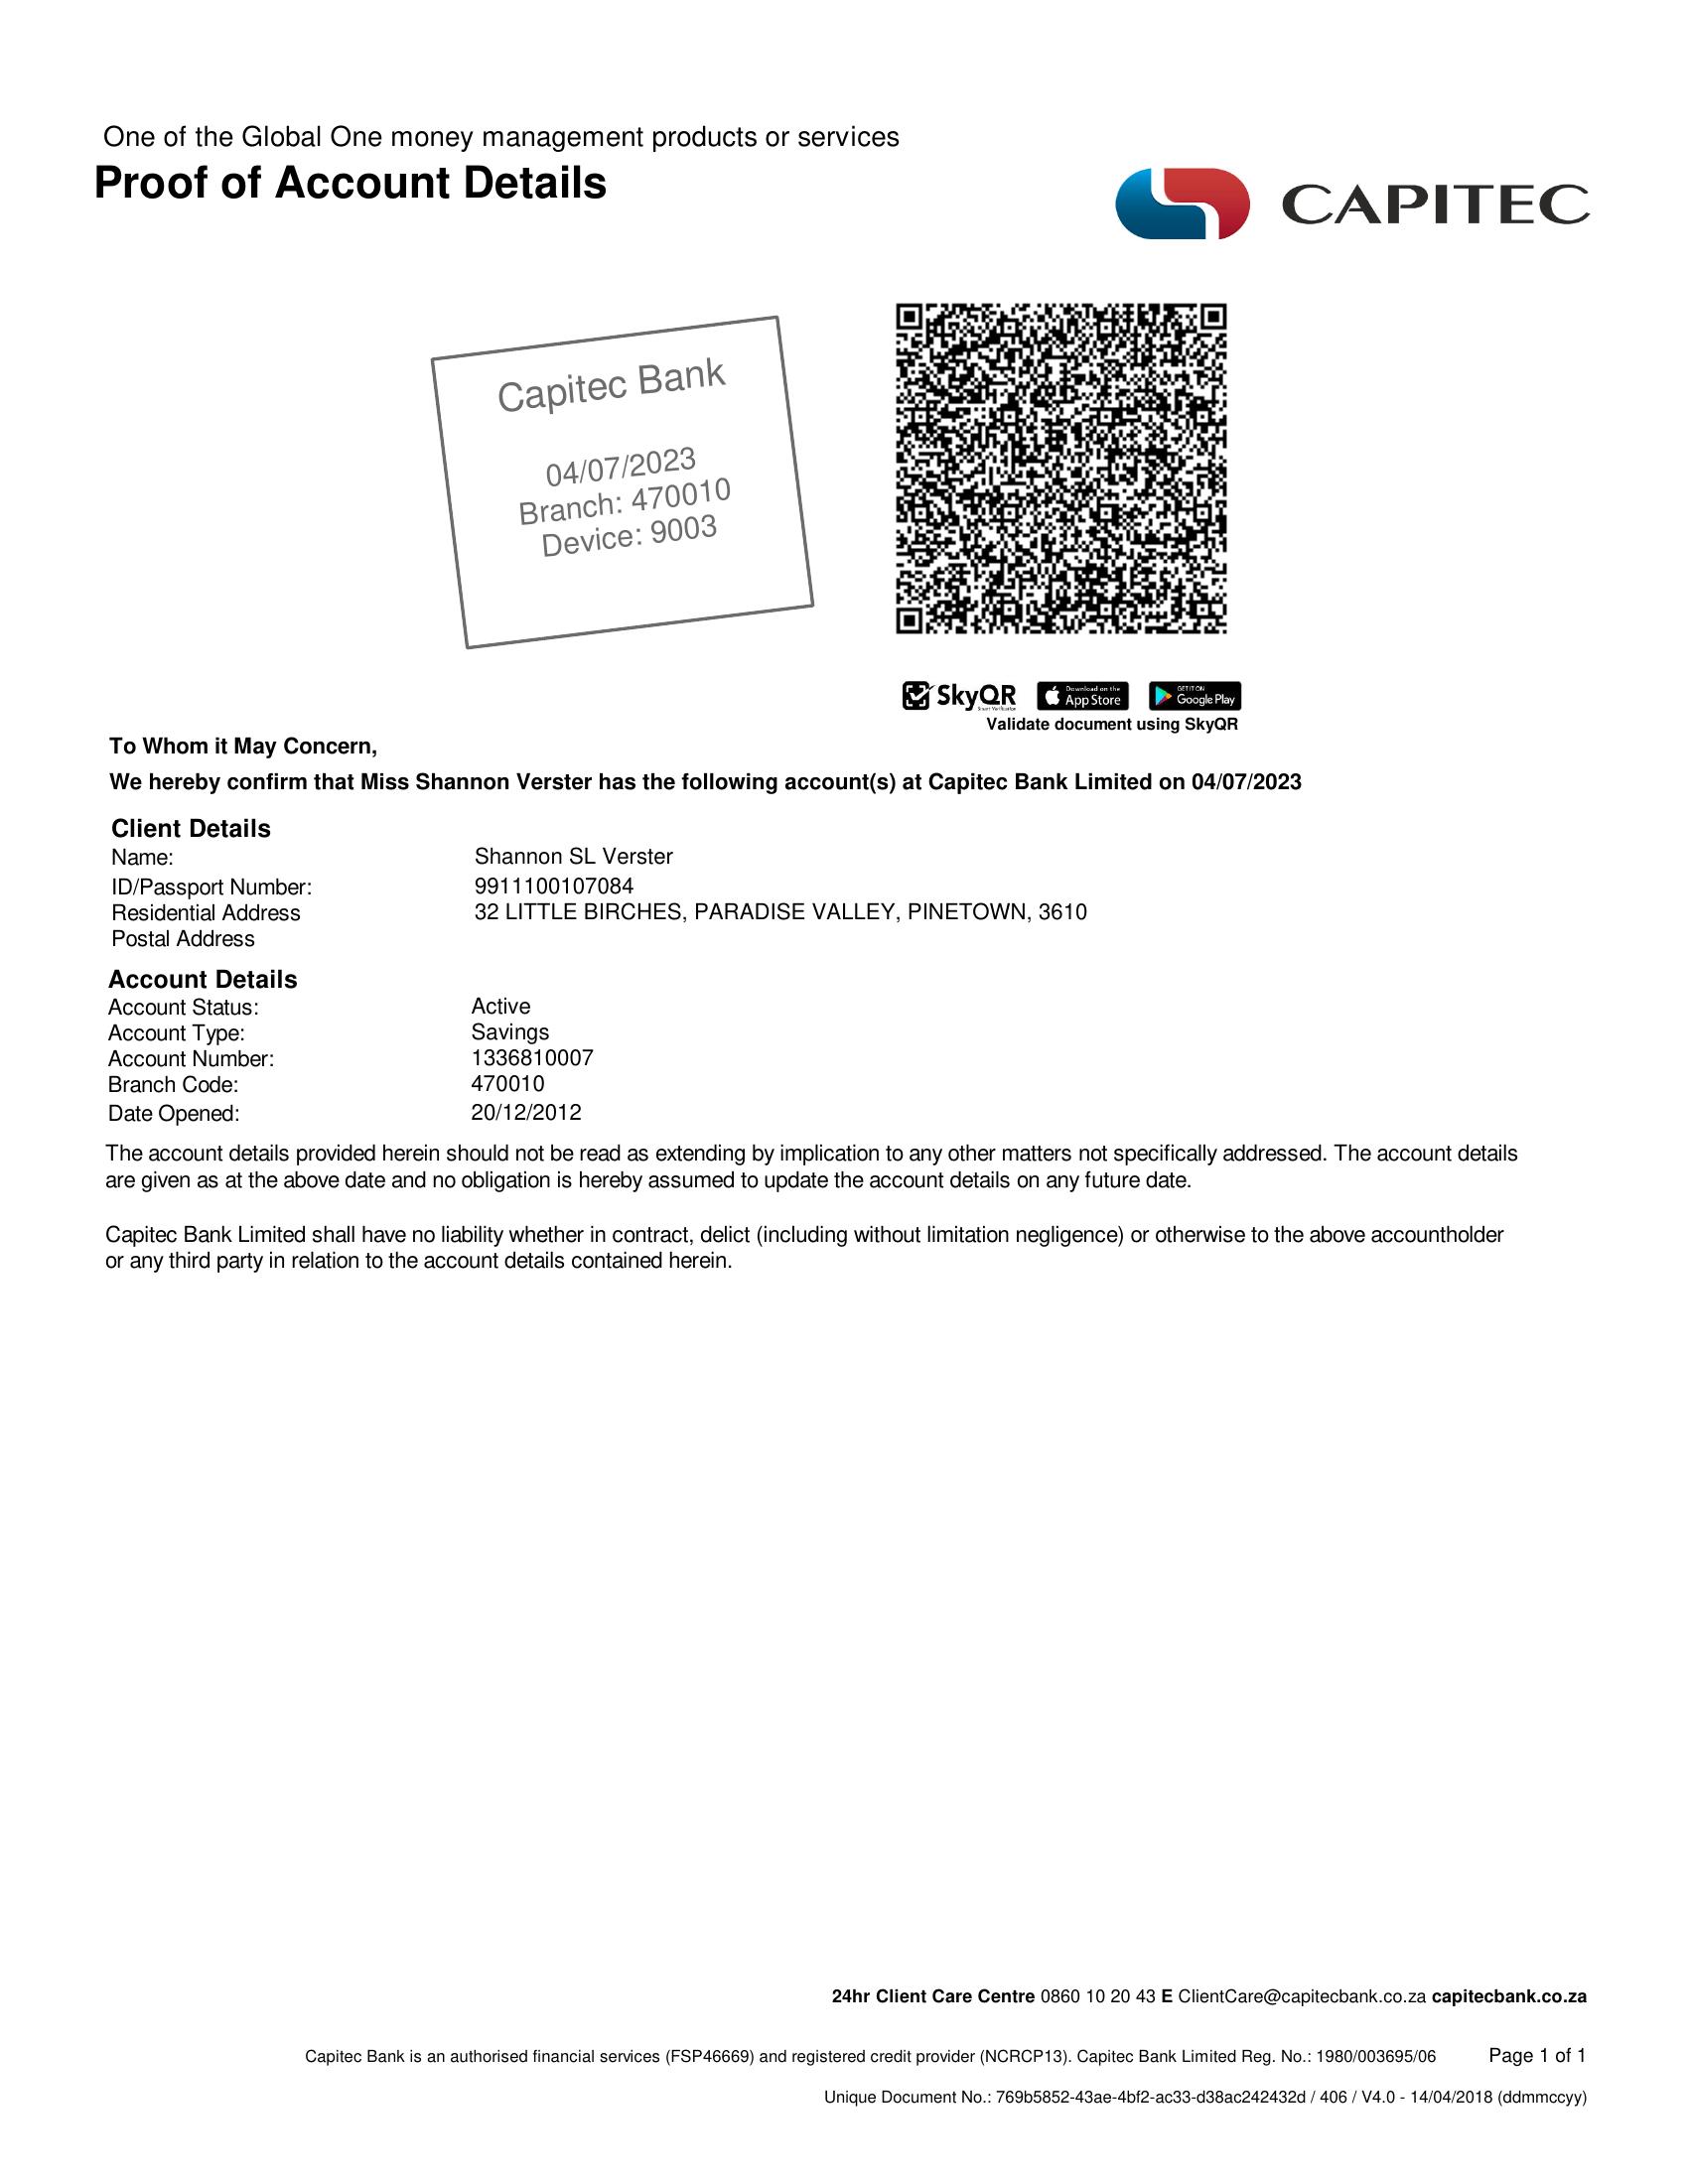 One of the Global One money management products or services
Proof of Account Details
CAPITEC
Capitec Bank
04/07/2023
Branch: 470010
Device: 9003
SkyQR
Smart Verification
Download on the
App Store
GET IT ON
Google Play
Validate document using SkyQR
To Whom it May Concern,
We hereby confirm that Miss Shannon Verster has the following account(s) at Capitec Bank Limited on 04/07/2023
Client Details
Name: Shannon SL Verster
ID/Passport Number: 9911100107084
Residential Address 32 LITTLE BIRCHES, PARADISE VALLEY, PINETOWN, 3610
Postal Address
Account Details
Account Status: Active
Account Type: Savings
Account Number: 1336810007
Branch Code: 470010
Date Opened: 20/12/2012
The account details provided herein should not be read as extending by implication to any other matters not specifically addressed. The account details
are given as at the above date and no obligation is hereby assumed to update the account details on any future date.
Capitec Bank Limited shall have no liability whether in contract, delict (including without limitation negligence) or otherwise to the above accountholder
or any third party in relation to the account details contained herein.
24hr Client Care Centre 0860 10 20 43 E ClientCare@capitecbank.co.za capitecbank.co.za
Capitec Bank is an authorised financial services (FSP46669) and registered credit provider (NCRCP13). Capitec Bank Limited Reg. No.: 1980/003695/06 Page 1 of 1
Unique Document No.: 769b5852-43ae-4bf2-ac33-d38ac242432d / 406 / V4.0 - 14/04/2018 (ddmmccyy)